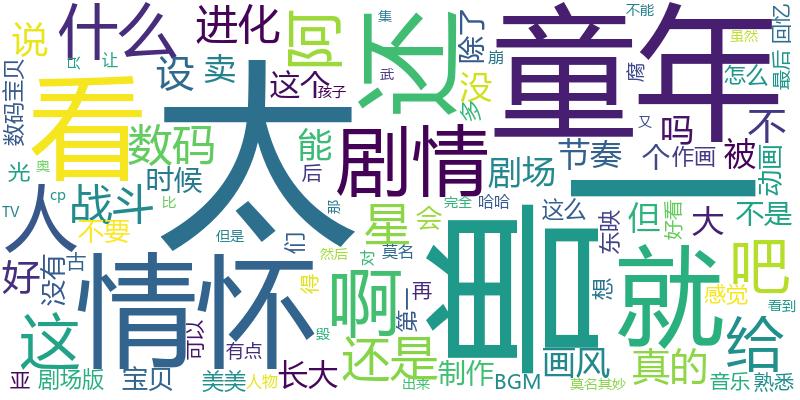 童年
太
情怀
看
画
一
就
还
剧情
什么
进化
阿
说
设
卖
这个
孩子
除了
没
多
崩
武
集
让
只
不能
虽然
回忆
最后
怎么
腐
又
吗
不
数码宝贝
数码
能
后
剧场
节奏
个
作画
被
动画
光
奥
时候
人
战斗
cp
TV
比
不要
但是
们
那
星
会
完全
哈哈
这么
东映
但
好看
大
不是
好
没有
古
啊
对
莫名
然后
得
第一
再
想
吧
感觉
看到
这
可以
有点
毁
还是
制作
画风
真的
给
亚
剧场版
宝贝
美美
人物
长大
出来
BGM
莫名其妙
音乐
熟悉